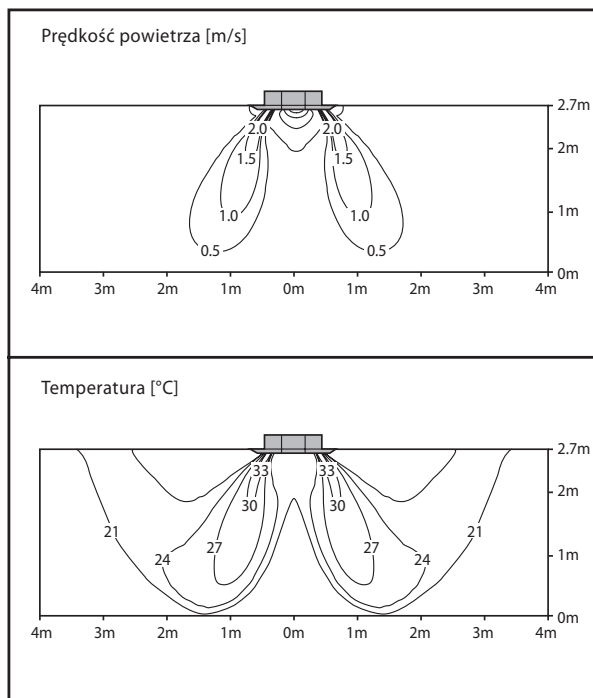 Prędkość powietrza [m/s]
2.7m
2.0 2.0
2m
1.5 1.5
1.0 1.0
1m
0.5 0.5
0m
4m 3m 2m 1m 0m 1m 2m 3m 4m
Temperatura [°C]
2.7m
33 33
2m
30 30
21 21
27 27
24 24
1m
0m
4m 3m 2m 1m 0m 1m 2m 3m 4m